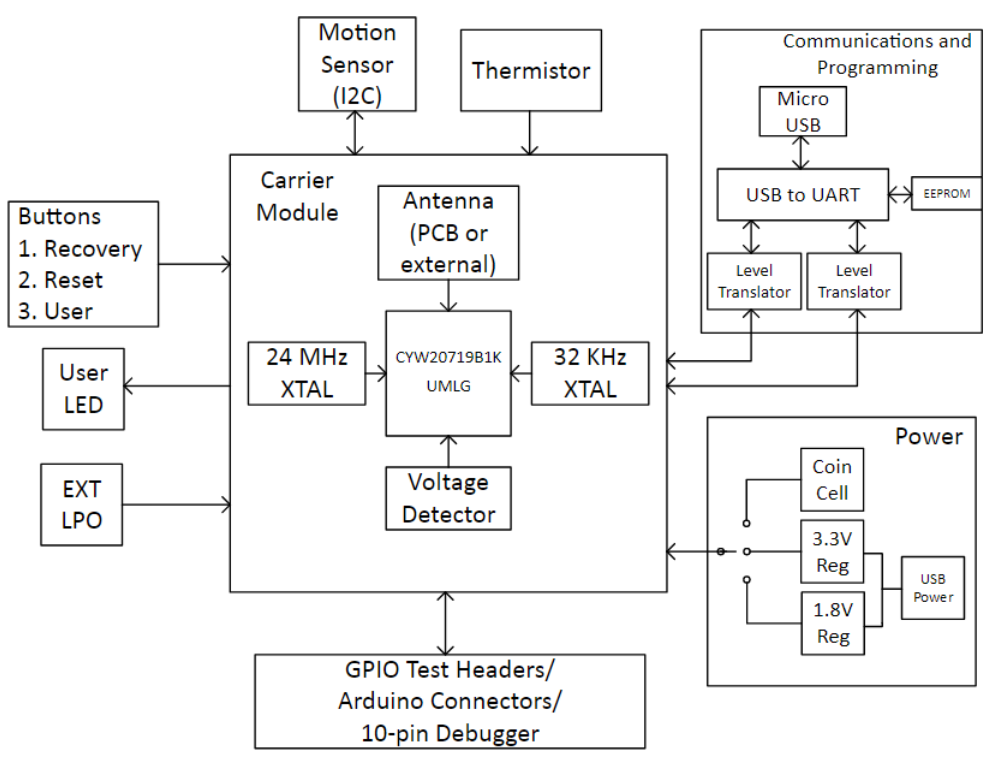 Motion
Sensor
(I2C)
Thermistor
Communications and
Programming
Micro
USB
USB to UART
EEPROM
Level
Translator
Level
Translator
Carrier
Module
Antenna
(PCB or
external)
Buttons
1. Recovery
2. Reset
3. User
24 MHz
XTAL
CYW20719B1K
UMLG
32 KHz
XTAL
User
LED
Voltage
Detector
EXT
LPO
Power
Coin
Cell
3.3V
Reg
1.8V
Reg
USB
Power
GPIO Test Headers/
Arduino Connectors/
10-pin Debugger